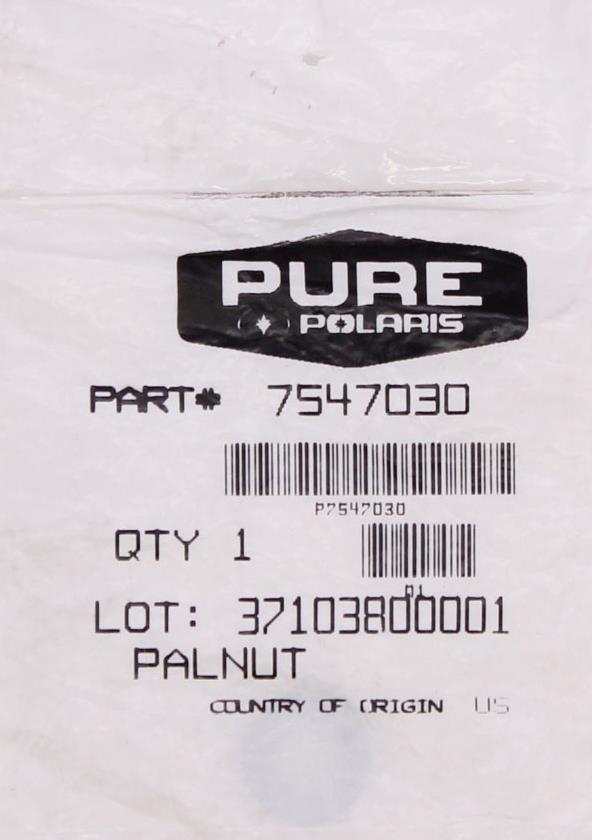 PURE
POLARIS
PART# 7547030
P7547030
QTY 1
LOT: 37103800001
PALNUT
COUNTRY OF ORIGIN US